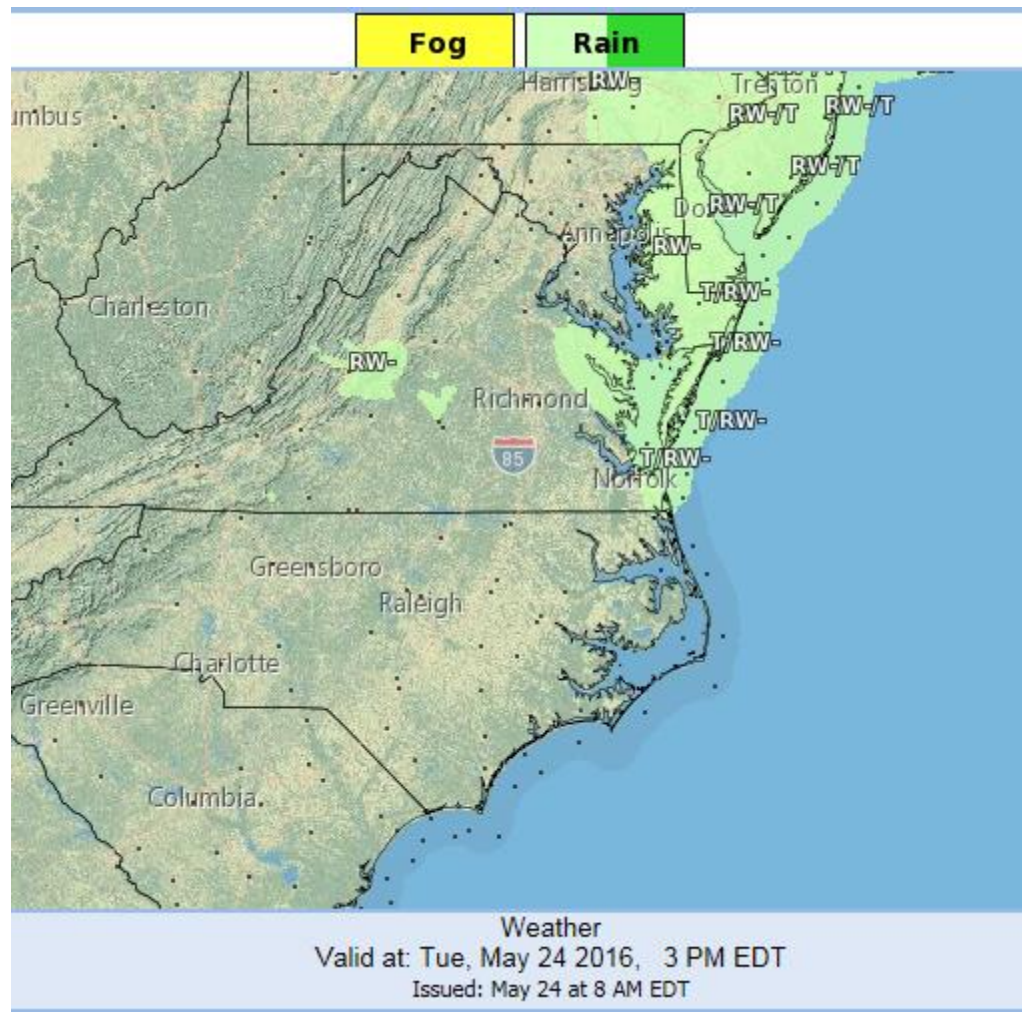 Fog Rain
Harrisburg RW- Trenton
umbus RW-/T RW-/T
RW-/T
Dover RW-/T
Annapolis RW-
T/RW-
Charleston
T/RW-
RW-
Richmond
T/RW-
85 T/RW-
Norfolk
Greensboro
Raleigh
Charlotte
Greenville
Columbia
Weather
Valid at: Tue, May 24 2016, 3 PM EDT
Issued: May 24 at 8 AM EDT